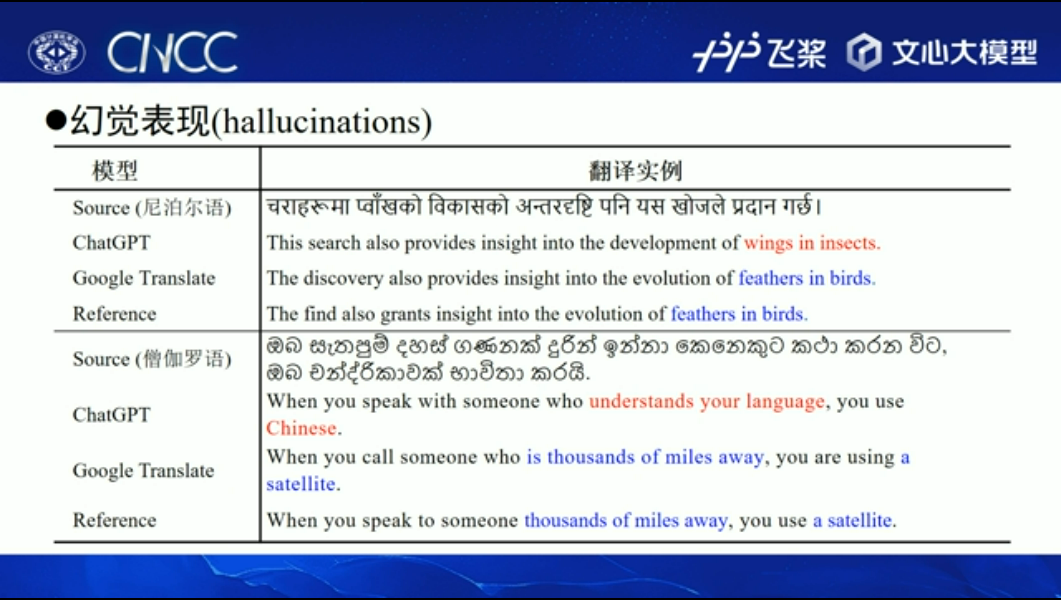 CNCC
飞桨
文心大模型
●幻觉表现(hallucinations)
模型 翻译实例
Source (尼泊尔语) चराहरूमा प्वाँखको विकासको अन्तरदृष्टि पनि यस खोजले प्रदान गर्छ।
ChatGPT This search also provides insight into the development of wings in insects.
Google Translate The discovery also provides insight into the evolution of feathers in birds.
Reference The find also grants insight into the evolution of feathers in birds.
Source (僧伽罗语) ඔබ සැතපුම් දහස් ගණනක් දුරින් ඉන්නා කෙනෙකුට කථා කරන විට,
ඔබ චන්ද්රිකාවක් භාවිතා කරයි.
ChatGPT When you speak with someone who understands your language, you use
Chinese.
Google Translate When you call someone who is thousands of miles away, you are using a
satellite.
Reference When you speak to someone thousands of miles away, you use a satellite.